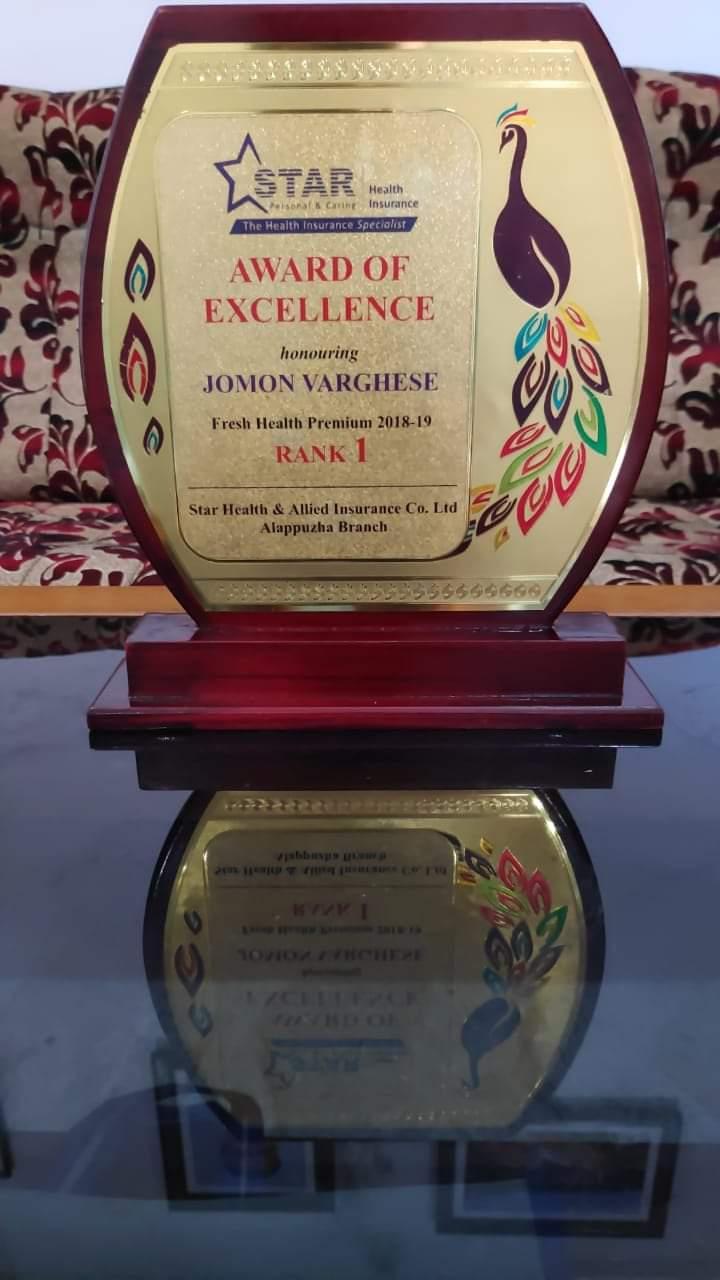 STAR Health
Personal & Caring Insurance
The Health Insurance Specialist
AWARD OF
EXCELLENCE
honouring
JOMON VARGHESE
Fresh Health Premium 2018-19
RANK 1
Star Health & Allied Insurance Co. Ltd
Alappuzha Branch